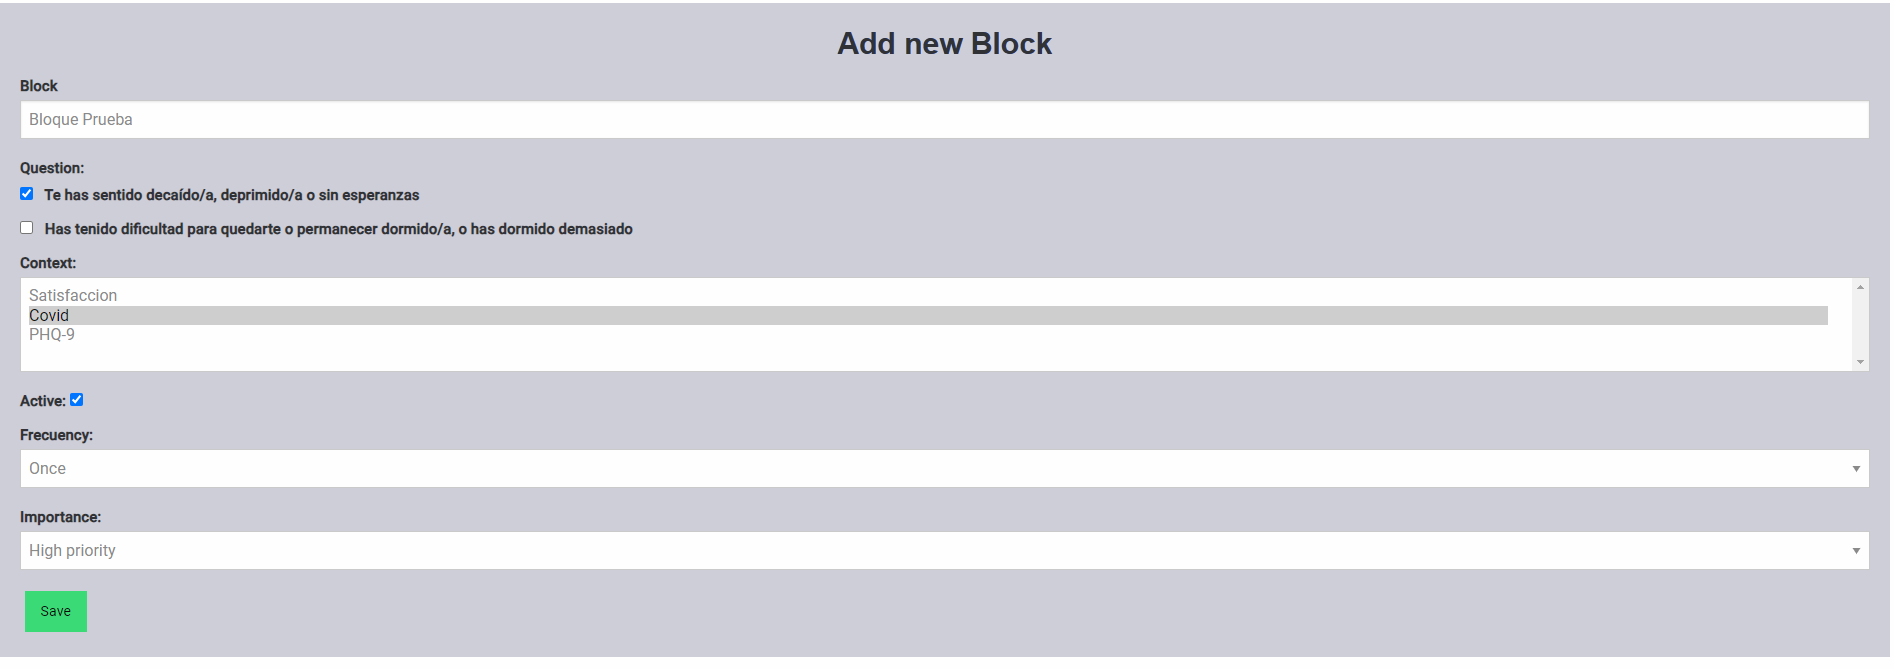 Add new Block
Block
Bloque Prueba
Question:
Te has sentido decaído/a, deprimido/a o sin esperanzas
Has tenido dificultad para quedarte o permanecer dormido/a, o has dormido demasiado
Context:
Satisfaccion
Covid
PHQ-9
Active:
Frecuency:
Once
Importance:
High priority
Save